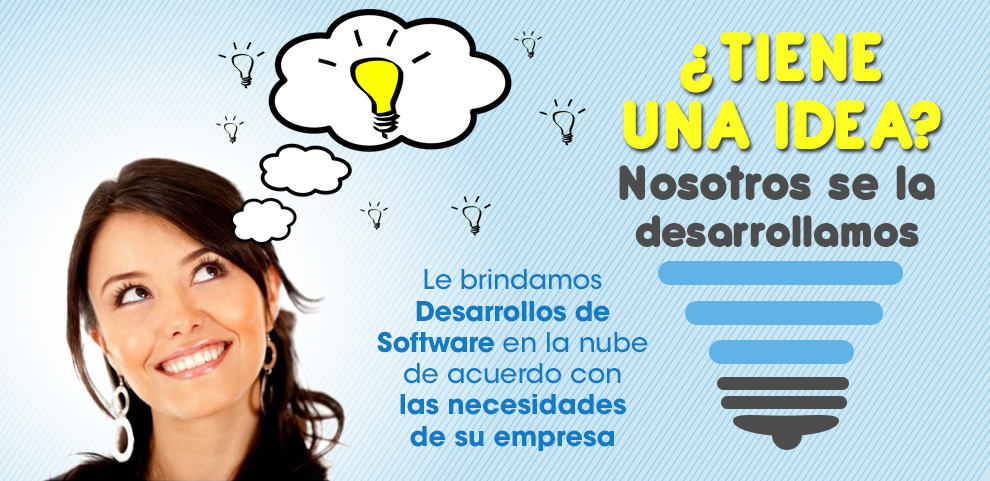 ¿TIENE
UNA IDEA?
Nosotros se la
desarrollamos
Le brindamos
Desarrollos de
Software en la nube
de acuerdo con
las necesidades
de su empresa